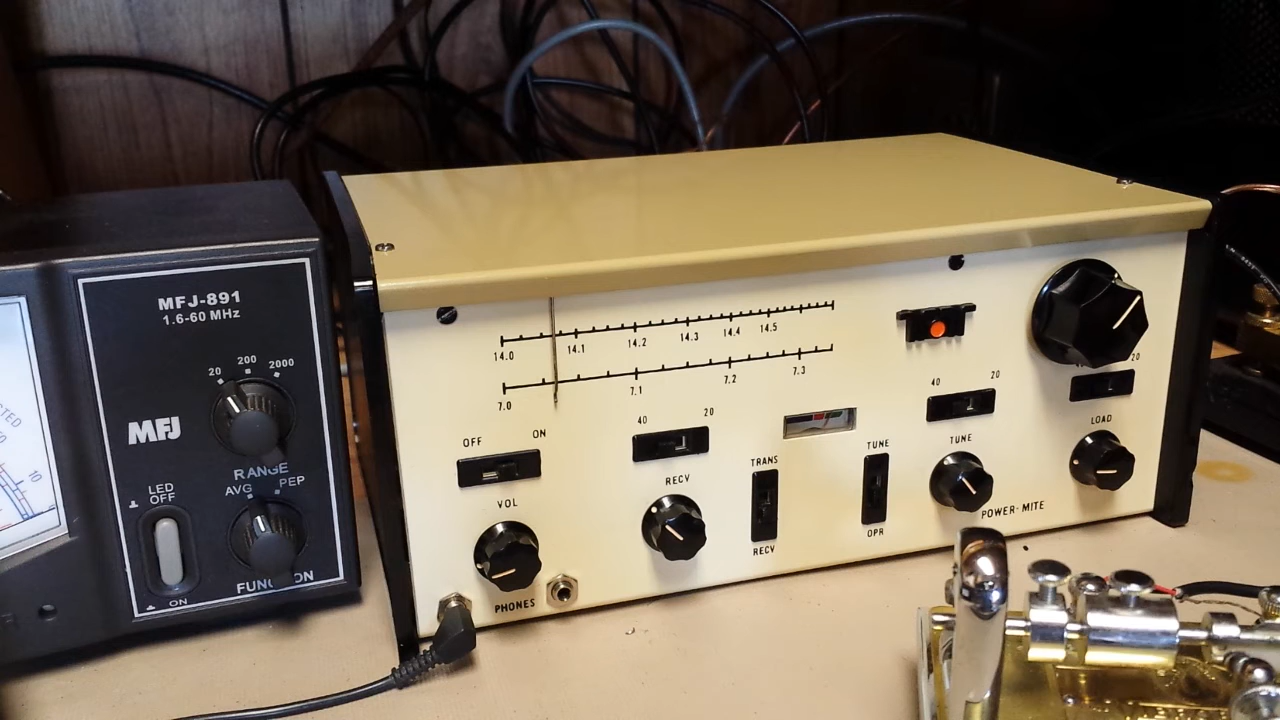 MFJ-891
1.6-60 MHz
20 200 2000
MFJ
RANGE
AVG PEP
LED
OFF
ON
10
14.0 14.1 14.2 14.3 14.4 14.5
7.0 7.1 7.2 7.3
OFF ON
VOL
PHONES
40 20
RECV
TRANS
RECV
TUNE
OPR
40 20
TUNE
POWER-MITE
20
LOAD